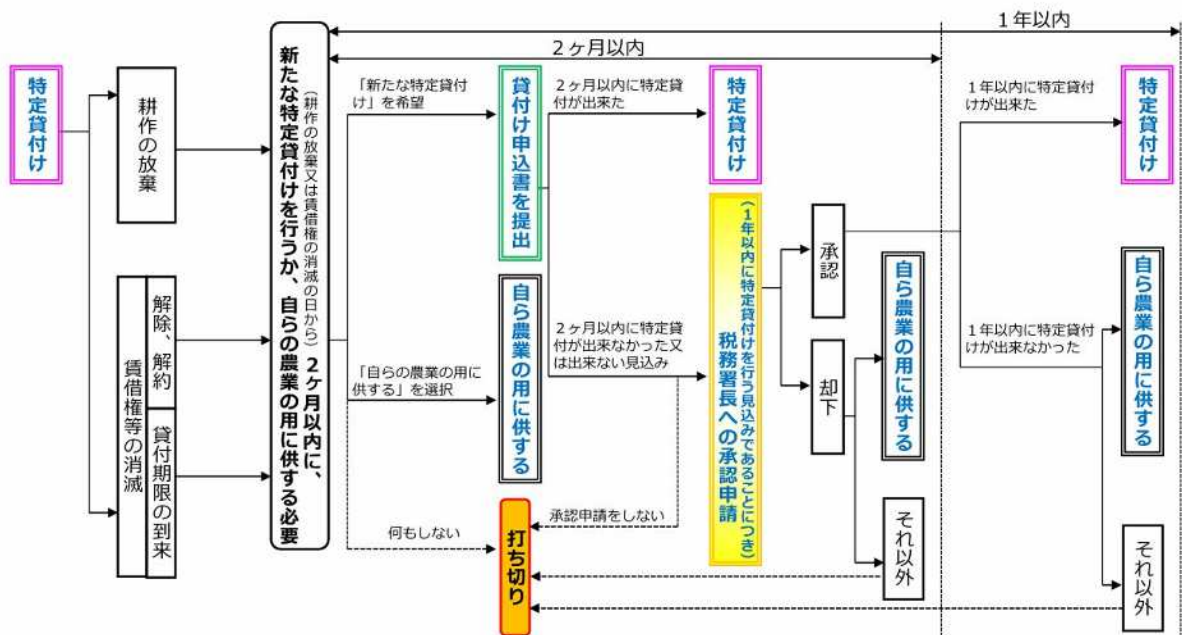 1年以内
2ヶ月以内
特定貸付け
耕作の放棄
賃借権等の消滅
解除、解約
貸付期限の到来
（耕作の放棄又は賃借権の消滅の日から）2ヶ月以内に、
新たな特定貸付けを行うか、自らの農業の用に供する必要
「新たな特定貸付
け」を希望
「自らの農業の用に
供する」を選択
何もしない
貸付け申込書を提出
自ら農業の用に供する
打ち切り
2ヶ月以内に特定貸
付が出来た
2ヶ月以内に特定貸
付が出来なかった又
は出来ない見込み
承認申請をしない
特定貸付け
（1年以内に特定貸付けを行う見込みであることにつき）
税務署長への承認申請
承認
却下
自ら農業の用に供する
それ以外
1年以内に特定貸付
けが出来た
1年以内に特定貸付
けが出来なかった
特定貸付け
自ら農業の用に供する
それ以外